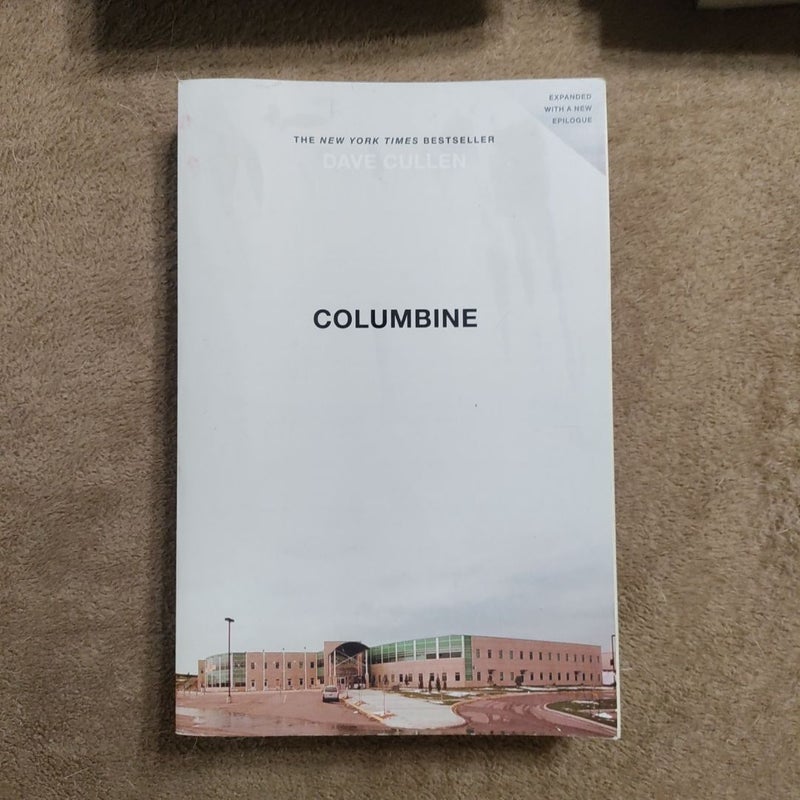 EXPANDED
WITH A NEW
EPILOGUE
THE NEW YORK TIMES BESTSELLER
DAVE CULLEN
COLUMBINE